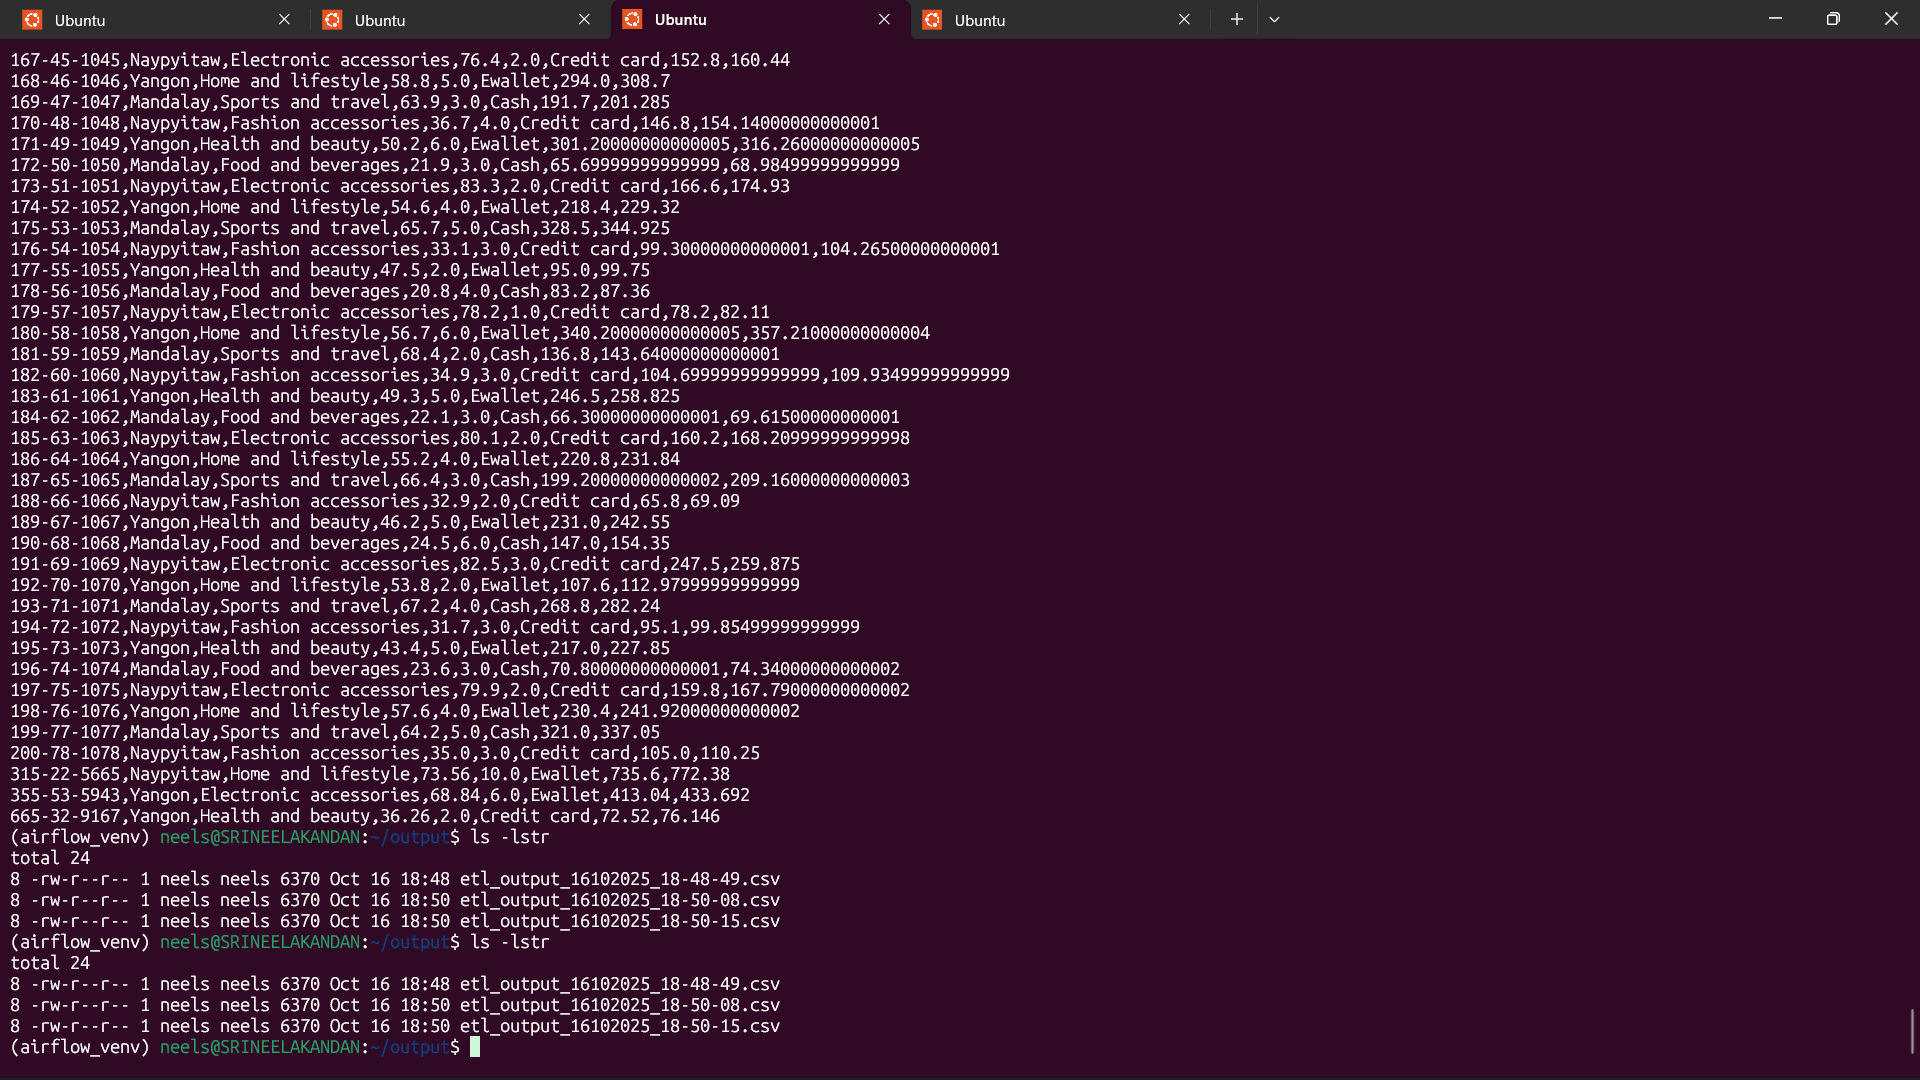 Ubuntu
Ubuntu
Ubuntu
Ubuntu
167-45-1045,Naypyitaw,Electronic accessories,76.4,2.0,Credit card,152.8,160.44
168-46-1046,Yangon,Home and lifestyle,58.8,5.0,Ewallet,294.0,308.7
169-47-1047,Mandalay,Sports and travel,63.9,3.0,Cash,191.7,201.285
170-48-1048,Naypyitaw,Fashion accessories,36.7,4.0,Credit card,146.8,154.14000000000001
171-49-1049,Yangon,Health and beauty,50.2,6.0,Ewallet,301.20000000000005,316.26000000000005
172-50-1050,Mandalay,Food and beverages,21.9,3.0,Cash,65.69999999999999,68.98499999999999
173-51-1051,Naypyitaw,Electronic accessories,83.3,2.0,Credit card,166.6,174.93
174-52-1052,Yangon,Home and lifestyle,54.6,4.0,Ewallet,218.4,229.32
175-53-1053,Mandalay,Sports and travel,65.7,5.0,Cash,328.5,344.925
176-54-1054,Naypyitaw,Fashion accessories,33.1,3.0,Credit card,99.30000000000001,104.26500000000001
177-55-1055,Yangon,Health and beauty,47.5,2.0,Ewallet,95.0,99.75
178-56-1056,Mandalay,Food and beverages,20.8,4.0,Cash,83.2,87.36
179-57-1057,Naypyitaw,Electronic accessories,78.2,1.0,Credit card,78.2,82.11
180-58-1058,Yangon,Home and lifestyle,56.7,6.0,Ewallet,340.20000000000005,357.21000000000004
181-59-1059,Mandalay,Sports and travel,68.4,2.0,Cash,136.8,143.64000000000001
182-60-1060,Naypyitaw,Fashion accessories,34.9,3.0,Credit card,104.69999999999999,109.93499999999999
183-61-1061,Yangon,Health and beauty,49.3,5.0,Ewallet,246.5,258.825
184-62-1062,Mandalay,Food and beverages,22.1,3.0,Cash,66.30000000000001,69.61500000000001
185-63-1063,Naypyitaw,Electronic accessories,80.1,2.0,Credit card,160.2,168.20999999999998
186-64-1064,Yangon,Home and lifestyle,55.2,4.0,Ewallet,220.8,231.84
187-65-1065,Mandalay,Sports and travel,66.4,3.0,Cash,199.20000000000002,209.16000000000003
188-66-1066,Naypyitaw,Fashion accessories,32.9,2.0,Credit card,65.8,69.09
189-67-1067,Yangon,Health and beauty,46.2,5.0,Ewallet,231.0,242.55
190-68-1068,Mandalay,Food and beverages,24.5,6.0,Cash,147.0,154.35
191-69-1069,Naypyitaw,Electronic accessories,82.5,3.0,Credit card,247.5,259.875
192-70-1070,Yangon,Home and lifestyle,53.8,2.0,Ewallet,107.6,112.97999999999999
193-71-1071,Mandalay,Sports and travel,67.2,4.0,Cash,268.8,282.24
194-72-1072,Naypyitaw,Fashion accessories,31.7,3.0,Credit card,95.1,99.85499999999999
195-73-1073,Yangon,Health and beauty,43.4,5.0,Ewallet,217.0,227.85
196-74-1074,Mandalay,Food and beverages,23.6,3.0,Cash,70.80000000000001,74.34000000000002
197-75-1075,Naypyitaw,Electronic accessories,79.9,2.0,Credit card,159.8,167.79000000000002
198-76-1076,Yangon,Home and lifestyle,57.6,4.0,Ewallet,230.4,241.92000000000002
199-77-1077,Mandalay,Sports and travel,64.2,5.0,Cash,321.0,337.05
200-78-1078,Naypyitaw,Fashion accessories,35.0,3.0,Credit card,105.0,110.25
315-22-5665,Naypyitaw,Home and lifestyle,73.56,10.0,Ewallet,735.6,772.38
355-53-5943,Yangon,Electronic accessories,68.84,6.0,Ewallet,413.04,433.692
665-32-9167,Yangon,Health and beauty,36.26,2.0,Credit card,72.52,76.146
(airflow_venv) neels@SRINEELAKANDAN:~/output$ ls -lstr
total 24
8 -rw-r--r-- 1 neels neels 6370 Oct 16 18:48 etl_output_16102025_18-48-49.csv
8 -rw-r--r-- 1 neels neels 6370 Oct 16 18:50 etl_output_16102025_18-50-08.csv
8 -rw-r--r-- 1 neels neels 6370 Oct 16 18:50 etl_output_16102025_18-50-15.csv
(airflow_venv) neels@SRINEELAKANDAN:~/output$ ls -lstr
total 24
8 -rw-r--r-- 1 neels neels 6370 Oct 16 18:48 etl_output_16102025_18-48-49.csv
8 -rw-r--r-- 1 neels neels 6370 Oct 16 18:50 etl_output_16102025_18-50-08.csv
8 -rw-r--r-- 1 neels neels 6370 Oct 16 18:50 etl_output_16102025_18-50-15.csv
(airflow_venv) neels@SRINEELAKANDAN:~/output$